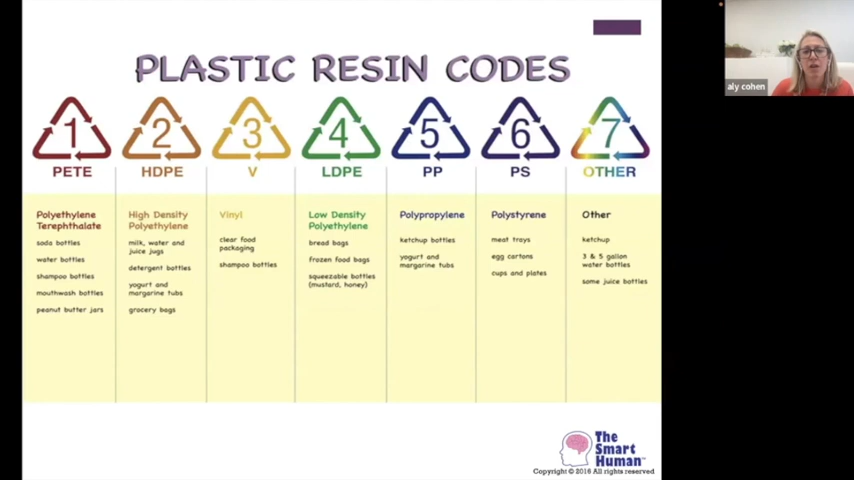 PLASTIC RESIN CODES
aly cohen
1 2 3 4 5 6 7
PETE HDPE V LDPE PP PS OTHER
Polyethylene
Terephthalate
soda bottles
water bottles
shampoo bottles
mouthwash bottles
peanut butter jars
High Density
Polyethylene
milk, water and
juice jugs
detergent bottles
yogurt and
margarine tubs
grocery bags
Vinyl
clear food
packaging
shampoo bottles
Low Density
Polyethylene
bread bags
frozen food bags
squeezable bottles
(mustard, honey)
Polypropylene
ketchup bottles
yogurt and
margarine tubs
Polystyrene
meat trays
egg cartons
cups and plates
Other
ketchup
3 & 5 gallon
water bottles
some juice bottles
The
Smart
Human™
Copyright © 2016 All rights reserved